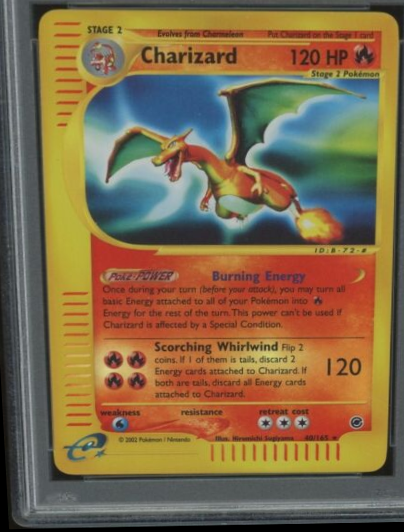 STAGE 2 Evolves from Charmeleon Put Charizard on the Stage 1 card
Charizard 120 HP
Stage 2 Pokémon
ID:B-72-#
Poké-POWER Burning Energy
Once during your turn (before your attack), you may turn all
basic Energy attached to all of your Pokémon into
Energy for the rest of the turn. This power can't be used if
Charizard is affected by a Special Condition.
Scorching Whirlwind Flip 2
coins. If 1 of them is tails, discard 2
Energy cards attached to Charizard. If
both are tails, discard all Energy cards
attached to Charizard.
120
weakness resistance retreat cost
e
© 2002 Pokémon / Nintendo Illus. Hiromichi Sugiyama 40/165 ★